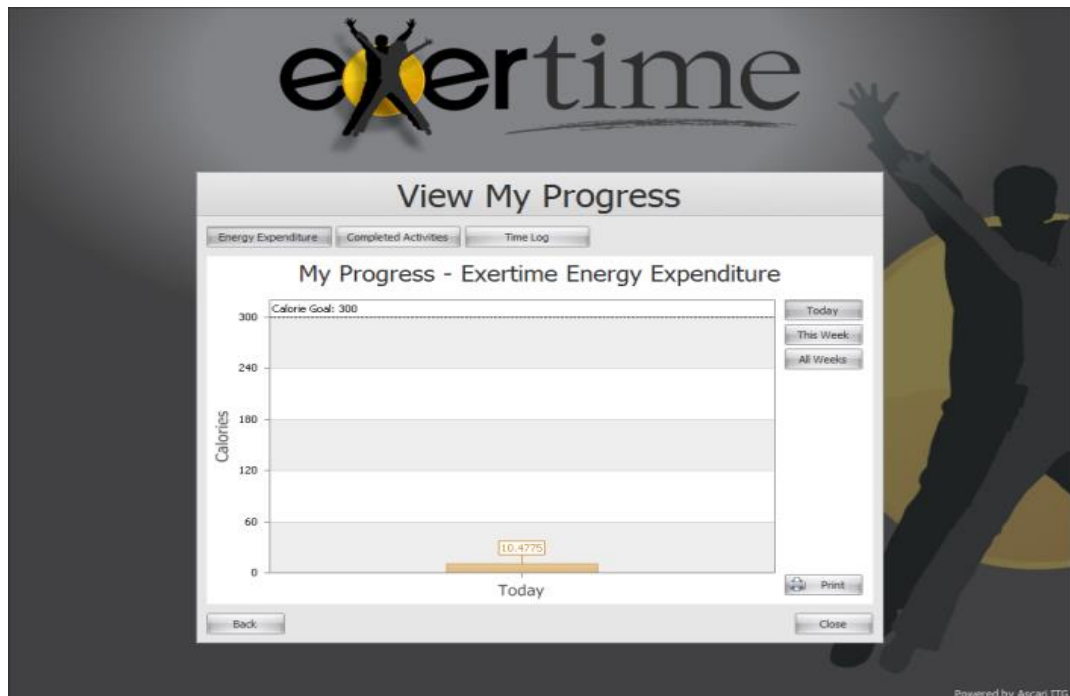 exertime
View My Progress
Energy Expenditure Completed Activities Time Log
My Progress - Exertime Energy Expenditure
Calorie Goal: 300
300
240
180
120
60
0
Calories
10.4775
Today
Today
This Week
All Weeks
Print
Back Close
Powered by Ascari ITG